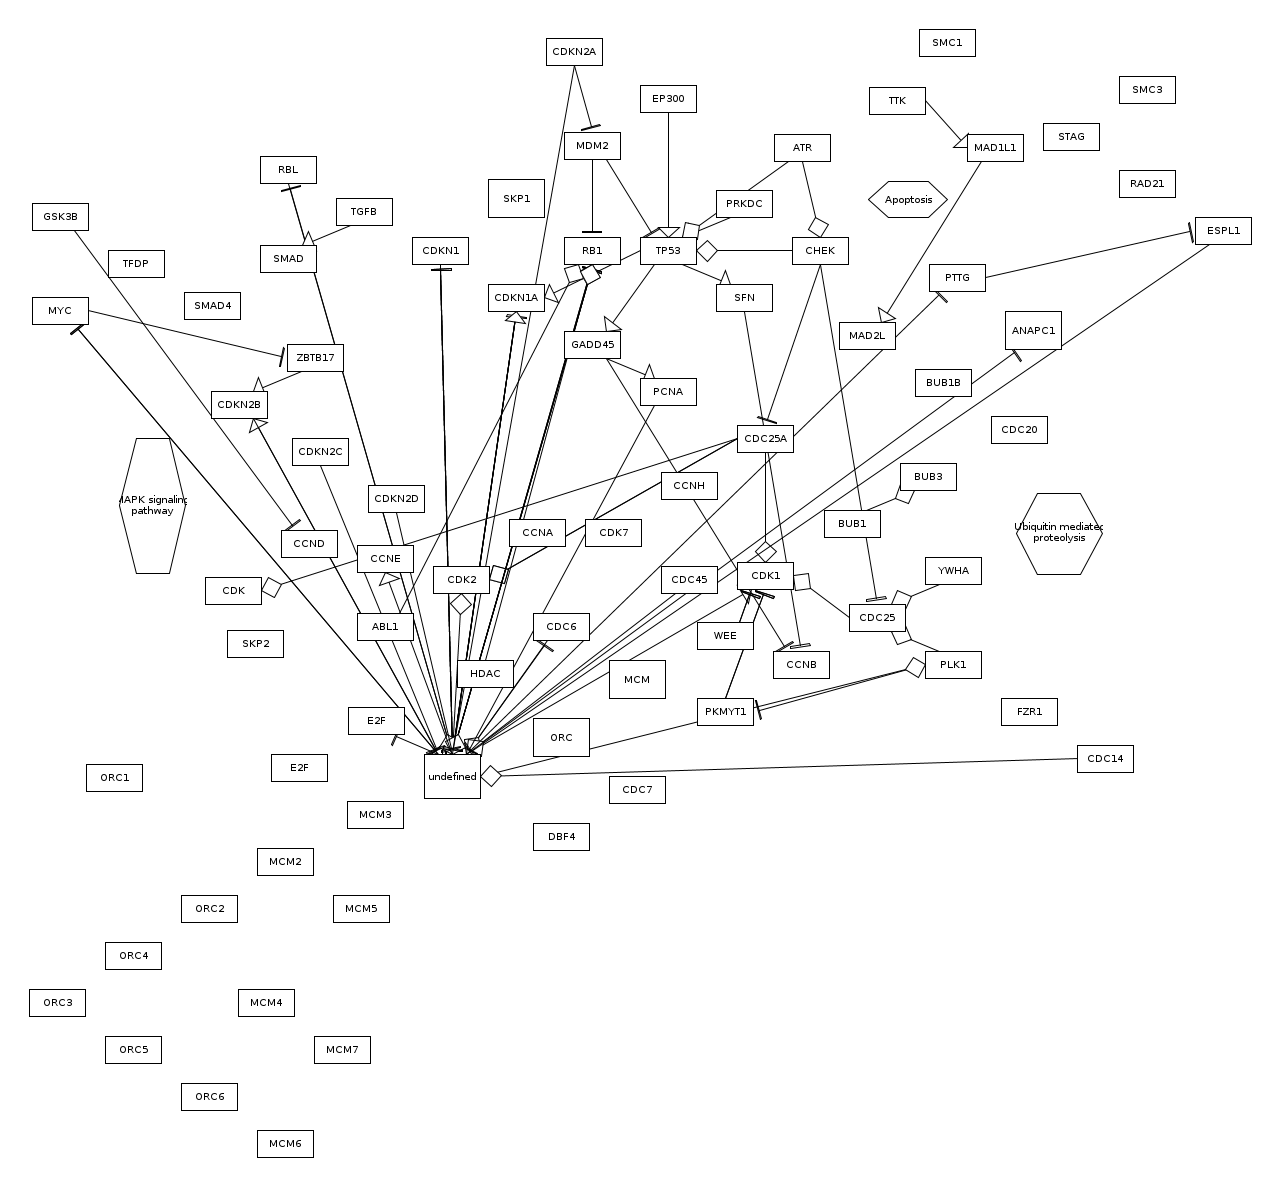 SMC1
CDKN2A
SMC3
EP300
TTK
STAG
MDM2
ATR
MAD1L1
RBL
RAD21
SKP1
Apoptosis
PRKDC
TGFB
GSK3B
ESPL1
CDKN1
RB1
TP53
CHEK
SMAD
TFDP
PTTG
CDKN1A
SFN
SMAD4
MYC
ANAPC1
MAD2L
GADD45
ZBTB17
BUB1B
PCNA
CDKN2B
CDC20
CDC25A
CDKN2C
BUB3
CCNH
CDKN2D
MAPK signaling
pathway
BUB1
Ubiquitin mediated
proteolysis
CCNA
CDK7
CCND
CCNE
YWHA
CDK1
CDK2
CDC45
CDK
CDC25
ABL1
CDC6
WEE
SKP2
CCNB
PLK1
HDAC
MCM
PKMYT1
FZR1
E2F
ORC
CDC14
E2F
undefined
ORC1
CDC7
MCM3
DBF4
MCM2
ORC2
MCM5
ORC4
ORC3
MCM4
ORC5
MCM7
ORC6
MCM6